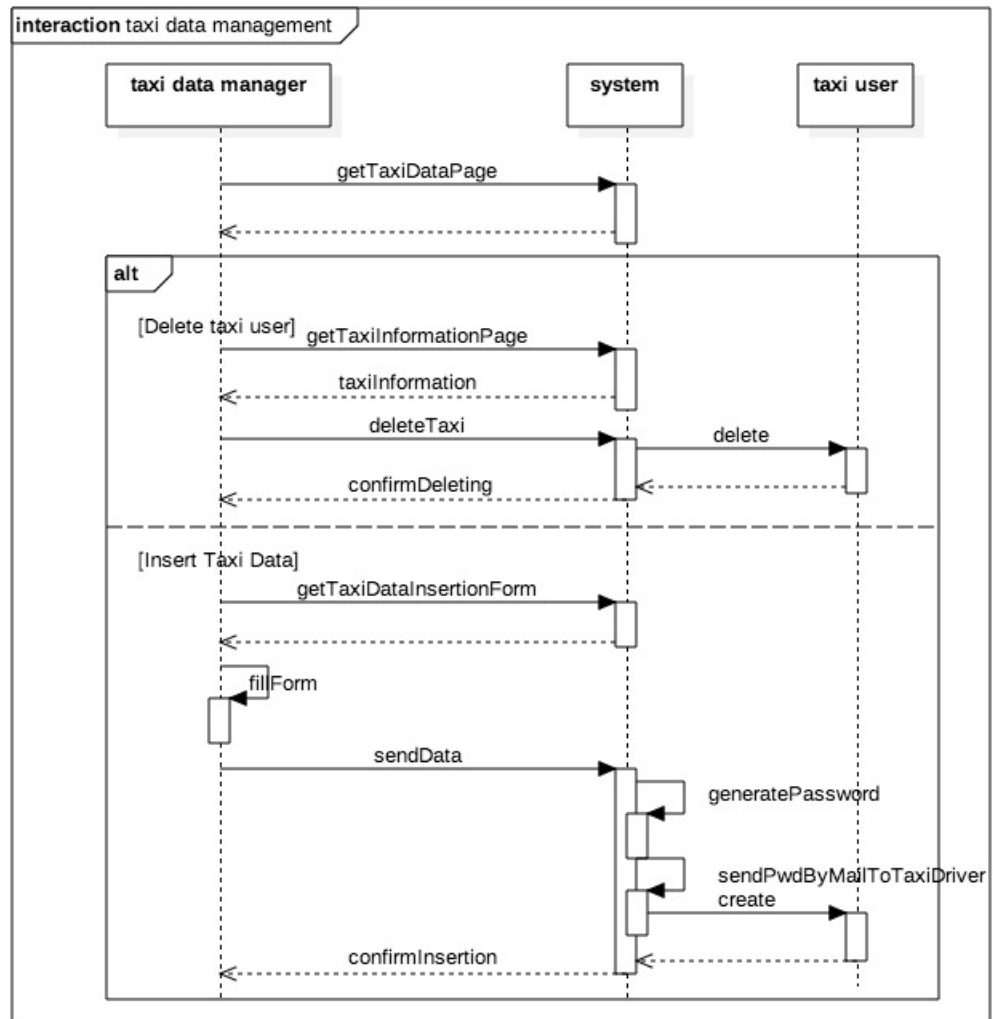 interaction taxi data management
taxi data manager
system
taxi user
getTaxiDataPage
alt
[Delete taxi user]
getTaxiInformationPage
taxiInformation
deleteTaxi
delete
confirmDeleting
[Insert Taxi Data]
getTaxiDataInsertionForm
fillForm
sendData
generatePassword
sendPwdByMailToTaxiDriver
create
confirmInsertion